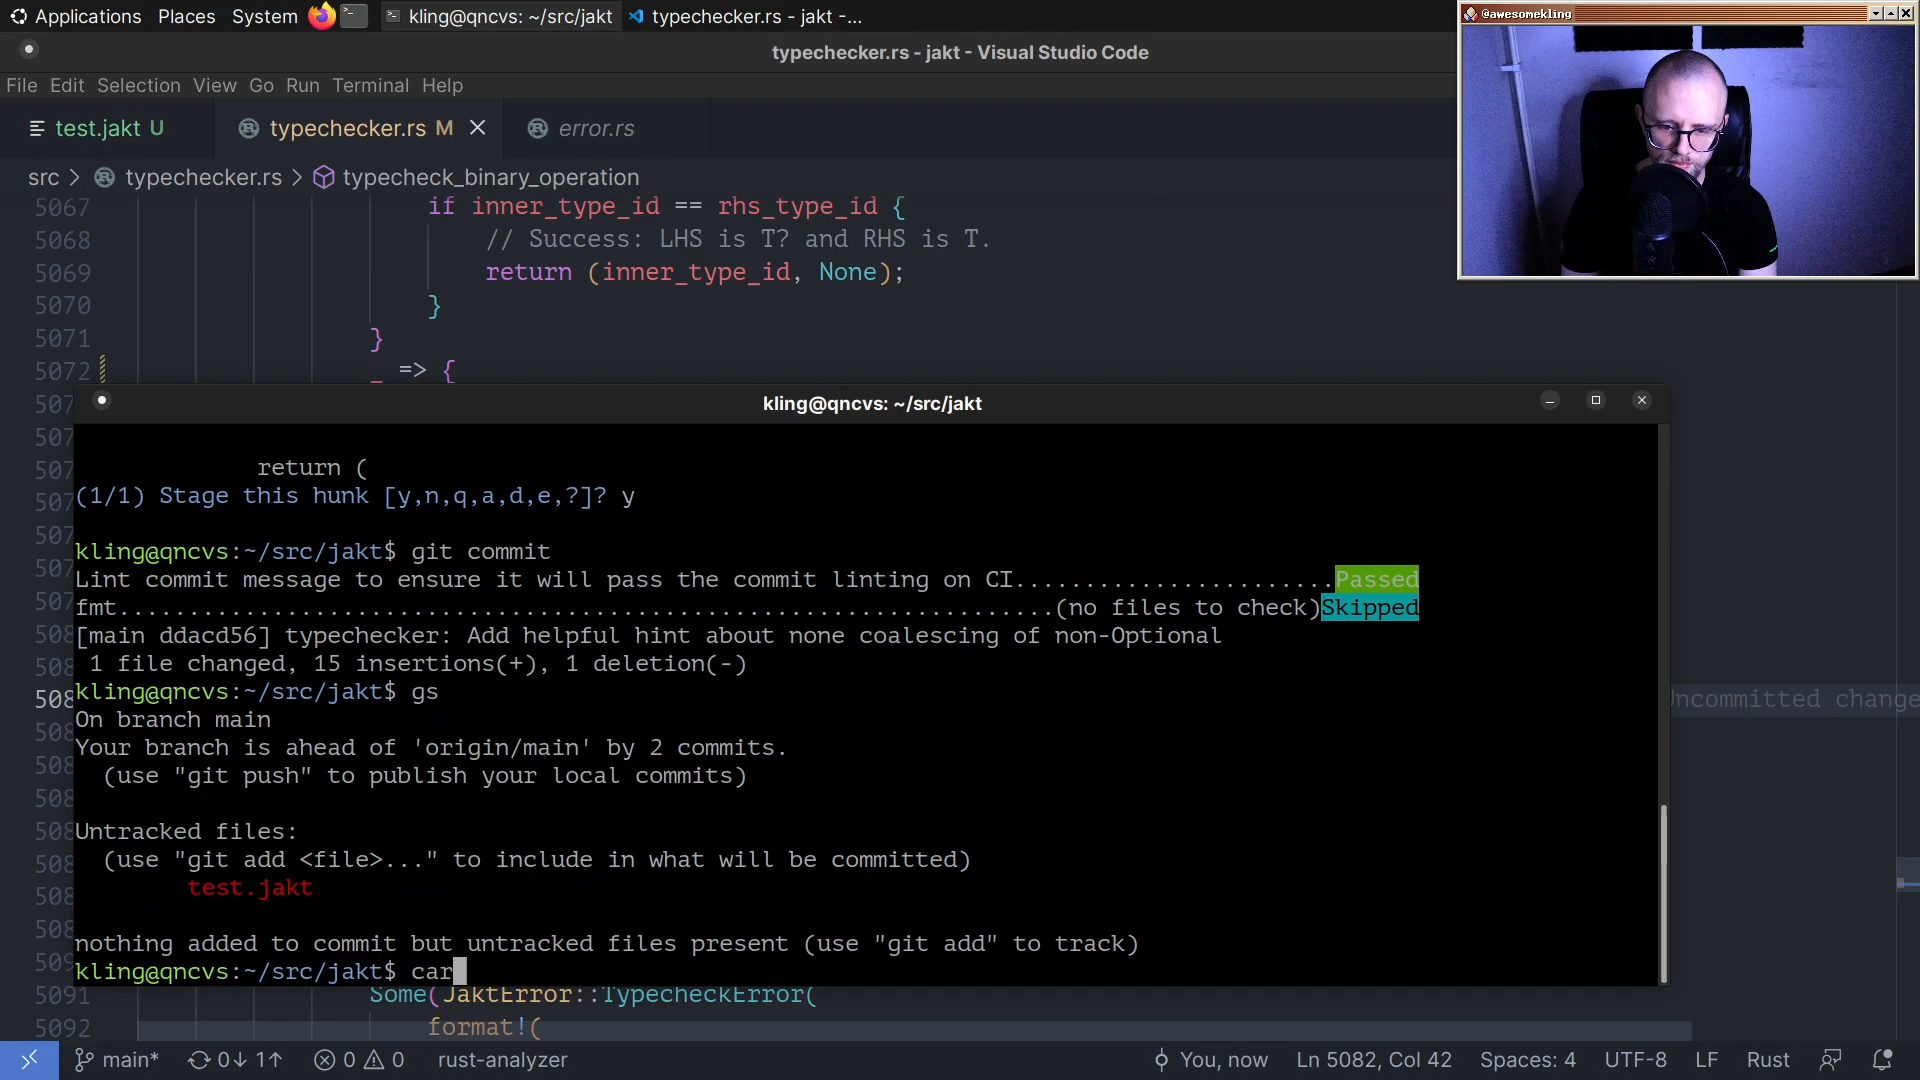 Applications Places System kling@qncvs: ~/src/jakt typechecker.rs - jakt -...
@awesomekling
typechecker.rs - jakt - Visual Studio Code
File Edit Selection View Go Run Terminal Help
test.jakt U typechecker.rs M error.rs
src > typechecker.rs > typecheck_binary_operation
5067 if inner_type_id == rhs_type_id {
5068 // Success: LHS is T? and RHS is T.
5069 return (inner_type_id, None);
5070 }
5071 }
5072 _ => {
kling@qncvs: ~/src/jakt
return (
(1/1) Stage this hunk [y,n,q,a,d,e,?]? y
kling@qncvs:~/src/jakt$ git commit
Lint commit message to ensure it will pass the commit linting on CI.......................Passed
fmt...................................................................(no files to check)Skipped
[main ddacd56] typechecker: Add helpful hint about none coalescing of non-Optional
1 file changed, 15 insertions(+), 1 deletion(-)
kling@qncvs:~/src/jakt$ gs
On branch main
Your branch is ahead of 'origin/main' by 2 commits.
(use "git push" to publish your local commits)
Untracked files:
(use "git add <file>..." to include in what will be committed)
test.jakt
nothing added to commit but untracked files present (use "git add" to track)
kling@qncvs:~/src/jakt$ car
5091 Some(JaktError::TypecheckError(
5092 format!(
main* 0↓ 1↑ 0 0 rust-analyzer You, now Ln 5082, Col 42 Spaces: 4 UTF-8 LF Rust